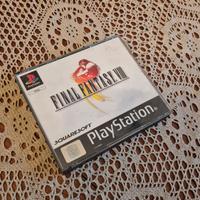 FINAL FANTASY VIII
SQUARESOFT
PlayStation